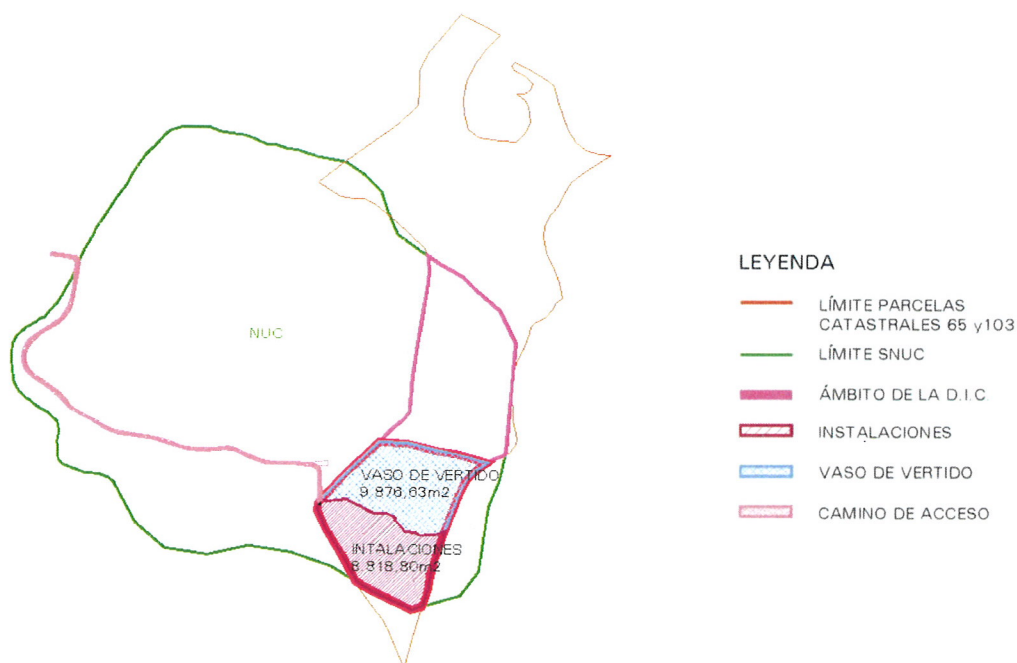 NUC
VASO DE VERTIDO
9.876,63m2
INTALACIONES
8.818,80m2
LEYENDA
LÍMITE PARCELAS
CATASTRALES 65 y103
LÍMITE SNUC
ÁMBITO DE LA D.I.C
INSTALACIONES
VASO DE VERTIDO
CAMINO DE ACCESO